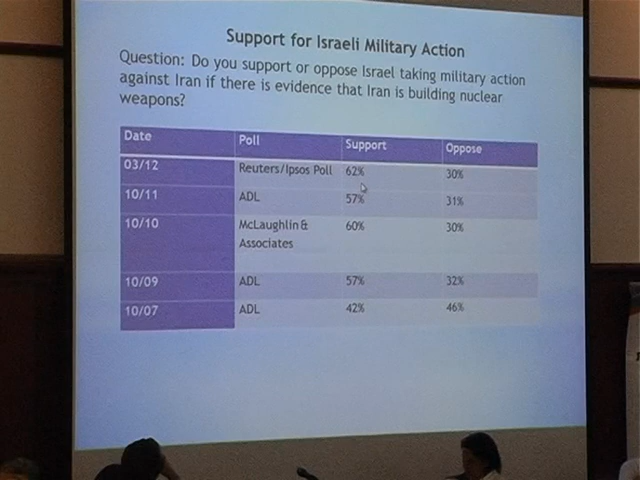 Support for Israeli Military Action
Question: Do you support or oppose Israel taking military action
against Iran if there is evidence that Iran is building nuclear
weapons?
Date Poll Support Oppose
03/12 Reuters/Ipsos Poll 62% 30%
10/11 ADL 57% 31%
10/10 McLaughlin & 60% 30%
Associates
10/09 ADL 57% 32%
10/07 ADL 42% 46%